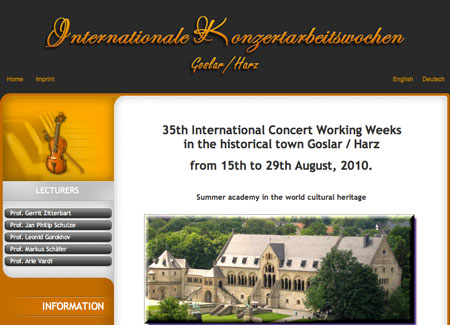 Internationale Konzertarbeitswochen
Goslar/Harz
Home Imprint English Deutsch
LECTURERS
Prof. Gerrit Zitterbart
Prof. Jan Philip Schulze
Prof. Leonid Gorokhov
Prof. Markus Schäfer
Prof. Arie Vardi
INFORMATION
35th International Concert Working Weeks
in the historical town Goslar / Harz
from 15th to 29th August, 2010.
Summer academy in the world cultural heritage